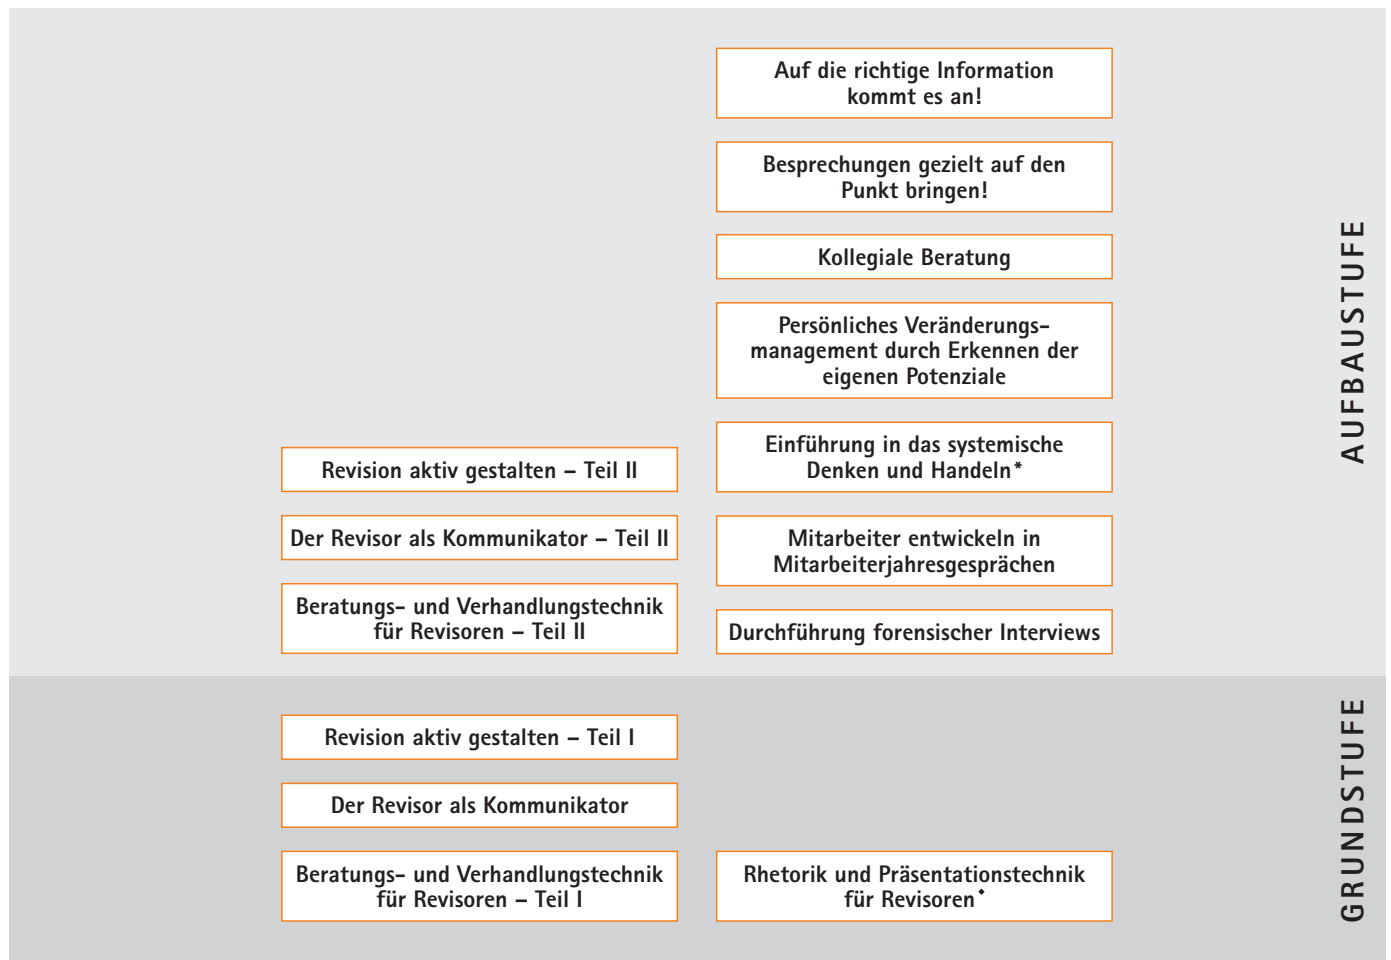 Auf die richtige Information
kommt es an!
Besprechungen gezielt auf den
Punkt bringen!
Kollegiale Beratung
Persönliches Veränderungs-
management durch Erkennen der
eigenen Potenziale
Einführung in das systemische
Denken und Handeln*
Mitarbeiter entwickeln in
Mitarbeiterjahresgesprächen
Durchführung forensischer Interviews
Revision aktiv gestalten – Teil II
Der Revisor als Kommunikator – Teil II
Beratungs- und Verhandlungstechnik
für Revisoren – Teil II
AUFBAUSTUFE
Revision aktiv gestalten – Teil I
Der Revisor als Kommunikator
Beratungs- und Verhandlungstechnik
für Revisoren – Teil I
Rhetorik und Präsentationstechnik
für Revisoren◆
GRUNDSTUFE